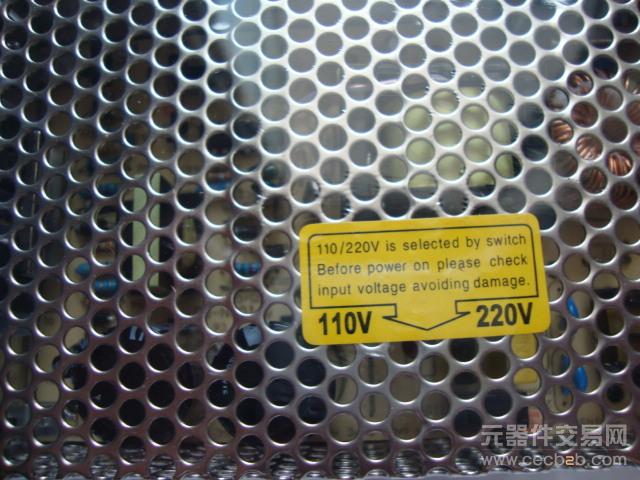 110/220V is selected by switch
Before power on please check
input voltage avoiding damage.
110V 220V
元器件交易网
www.cecb2b.com